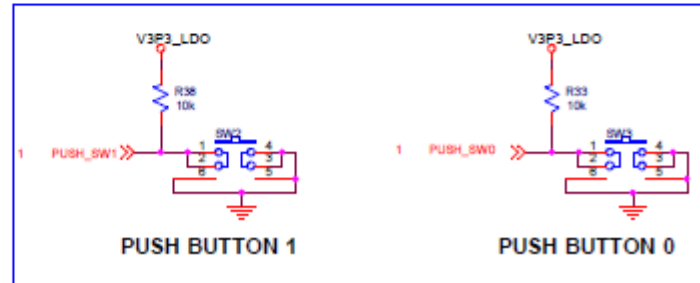 V3P3_LDO
R38
10k
SW2
1 PUSH_SW1
1 4
2 3
6 5
PUSH BUTTON 1
V3P3_LDO
R33
10k
SW3
1 PUSH_SW0
1 4
2 3
6 5
PUSH BUTTON 0